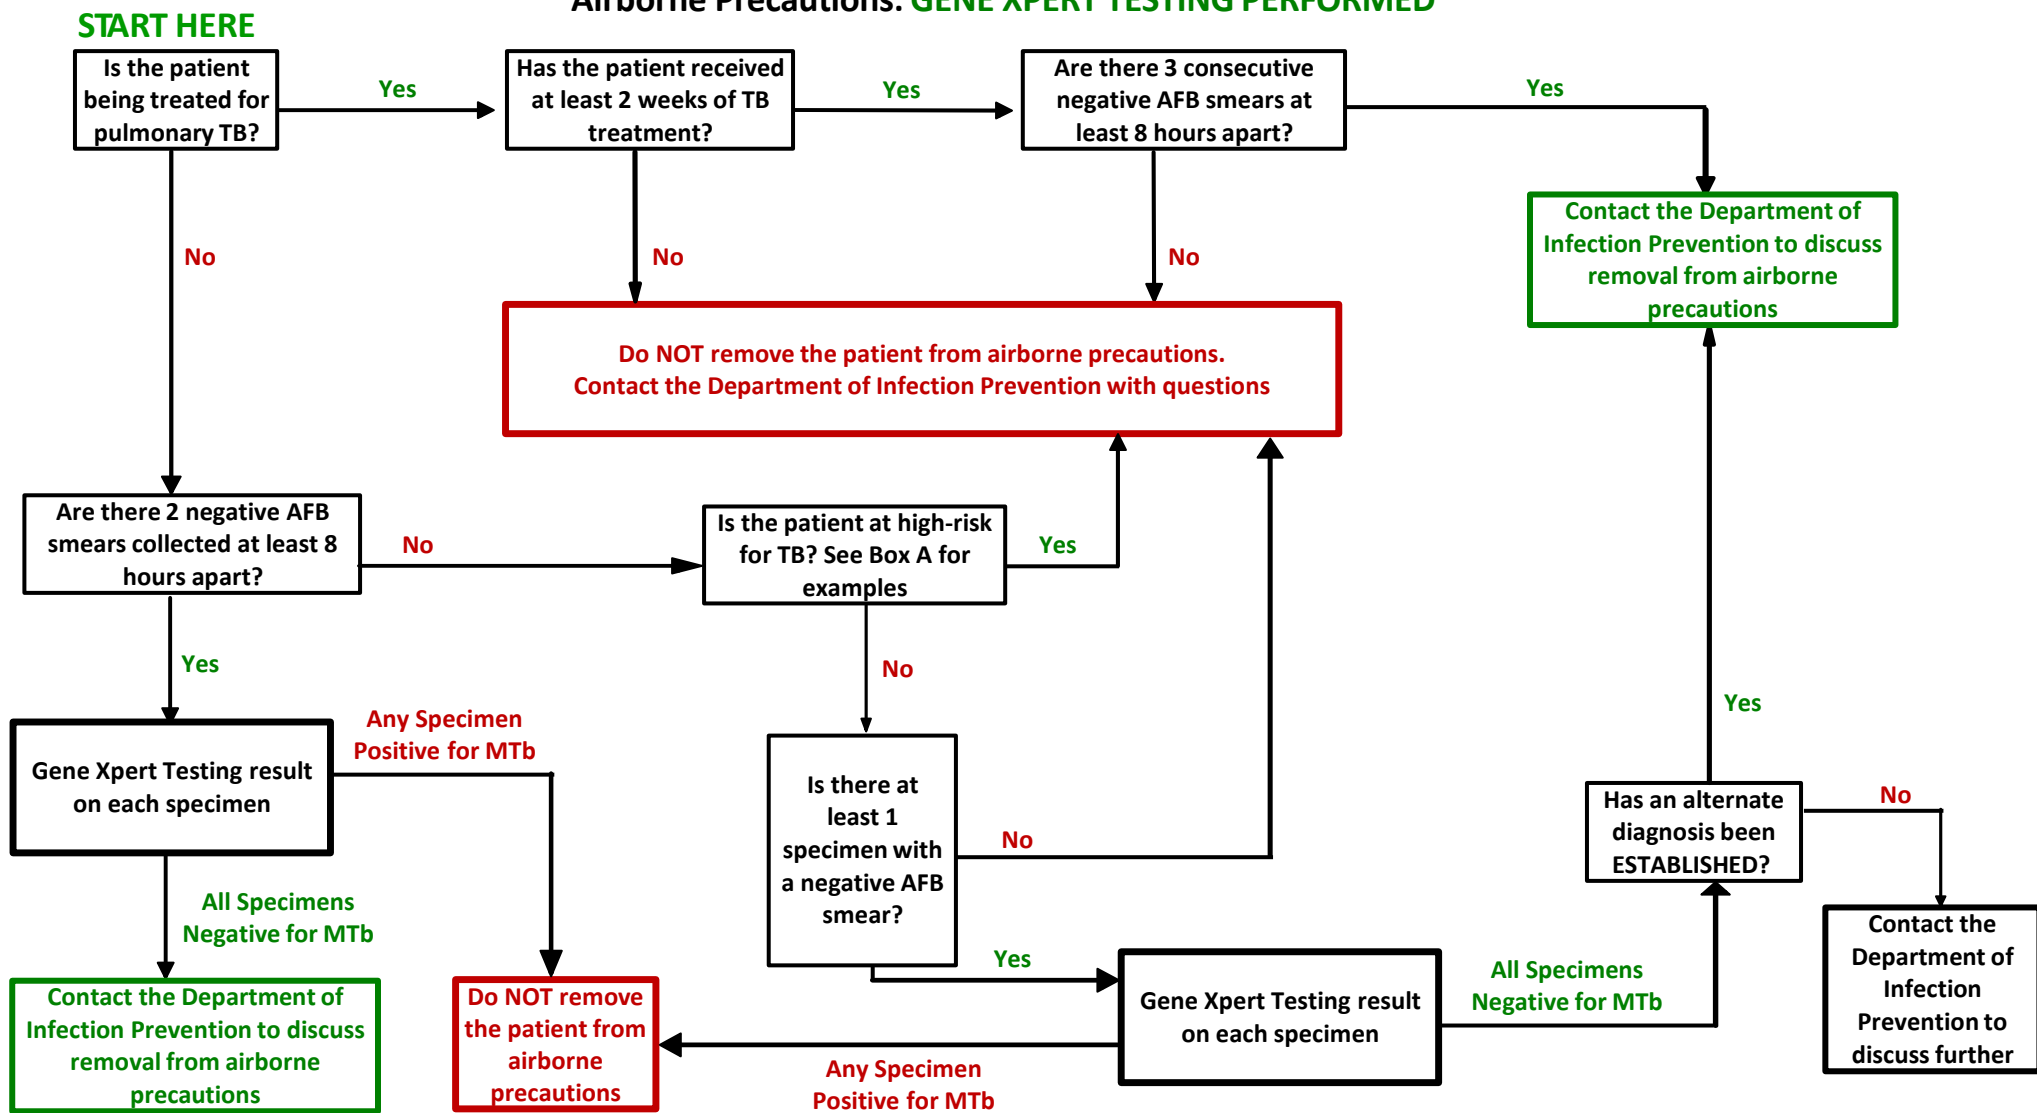 Airborne Precautions: GENE XPERT TESTING PERFORMED
START HERE
Is the patient
being treated for
pulmonary TB?
Yes
Has the patient received
at least 2 weeks of TB
treatment?
Yes
Are there 3 consecutive
negative AFB smears at
least 8 hours apart?
Yes
No
No
No
Contact the Department of
Infection Prevention to discuss
removal from airborne
precautions
Do NOT remove the patient from airborne precautions.
Contact the Department of Infection Prevention with questions
Are there 2 negative AFB
smears collected at least 8
hours apart?
No
Is the patient at high-risk
for TB? See Box A for
examples
Yes
Yes
No
Gene Xpert Testing result
on each specimen
Any Specimen
Positive for MTb
Is there at
least 1
specimen with
a negative AFB
smear?
No
Yes
Has an alternate
diagnosis been
ESTABLISHED?
No
All Specimens
Negative for MTb
Contact the Department of
Infection Prevention to discuss
removal from airborne
precautions
Do NOT remove
the patient from
airborne
precautions
Yes
Gene Xpert Testing result
on each specimen
All Specimens
Negative for MTb
Any Specimen
Positive for MTb
Contact the
Department of
Infection
Prevention to
discuss further